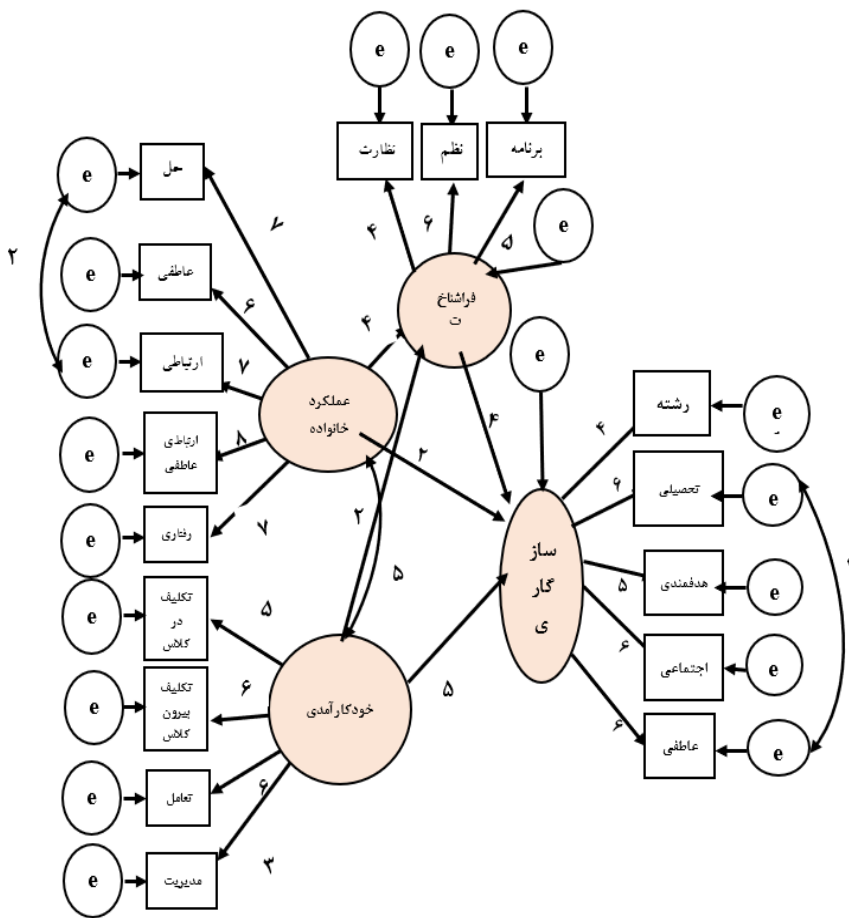 e
e
e
نظارت
نظم
برنامه
۴
۶
۵
e
فراشناخ
ت
e
حل
۷
۲
e
عاطفی
۶
e
ارتباطی
۷
۴
e
ارتباطی
عاطفی
۸
e
رفتاری
۷
عملکرد
خانواده
e
۴
۲
۲
۵
ساز
گار
ی
۴
رشته
e
۶
تحصیلی
e
۵
هدفمندی
e
۶
اجتماعی
e
۶
عاطفی
e
e
تکلیف
در
کلاس
۵
e
تکلیف
بیرون
کلاس
۶
خودکارآمدی
۵
e
تعامل
۶
e
مدیریت
۳